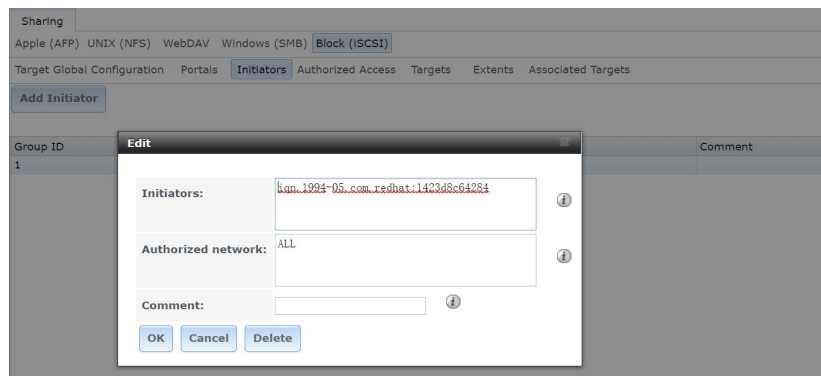 Sharing
Apple (AFP) UNIX (NFS) WebDAV Windows (SMB) Block (iSCSI)
Target Global Configuration Portals Initiators Authorized Access Targets Extents Associated Targets
Add Initiator
Group ID Comment
1
Edit
Initiators: iqn.1994-05.com.redhat:1423d8c64284
Authorized network: ALL
Comment:
OK Cancel Delete